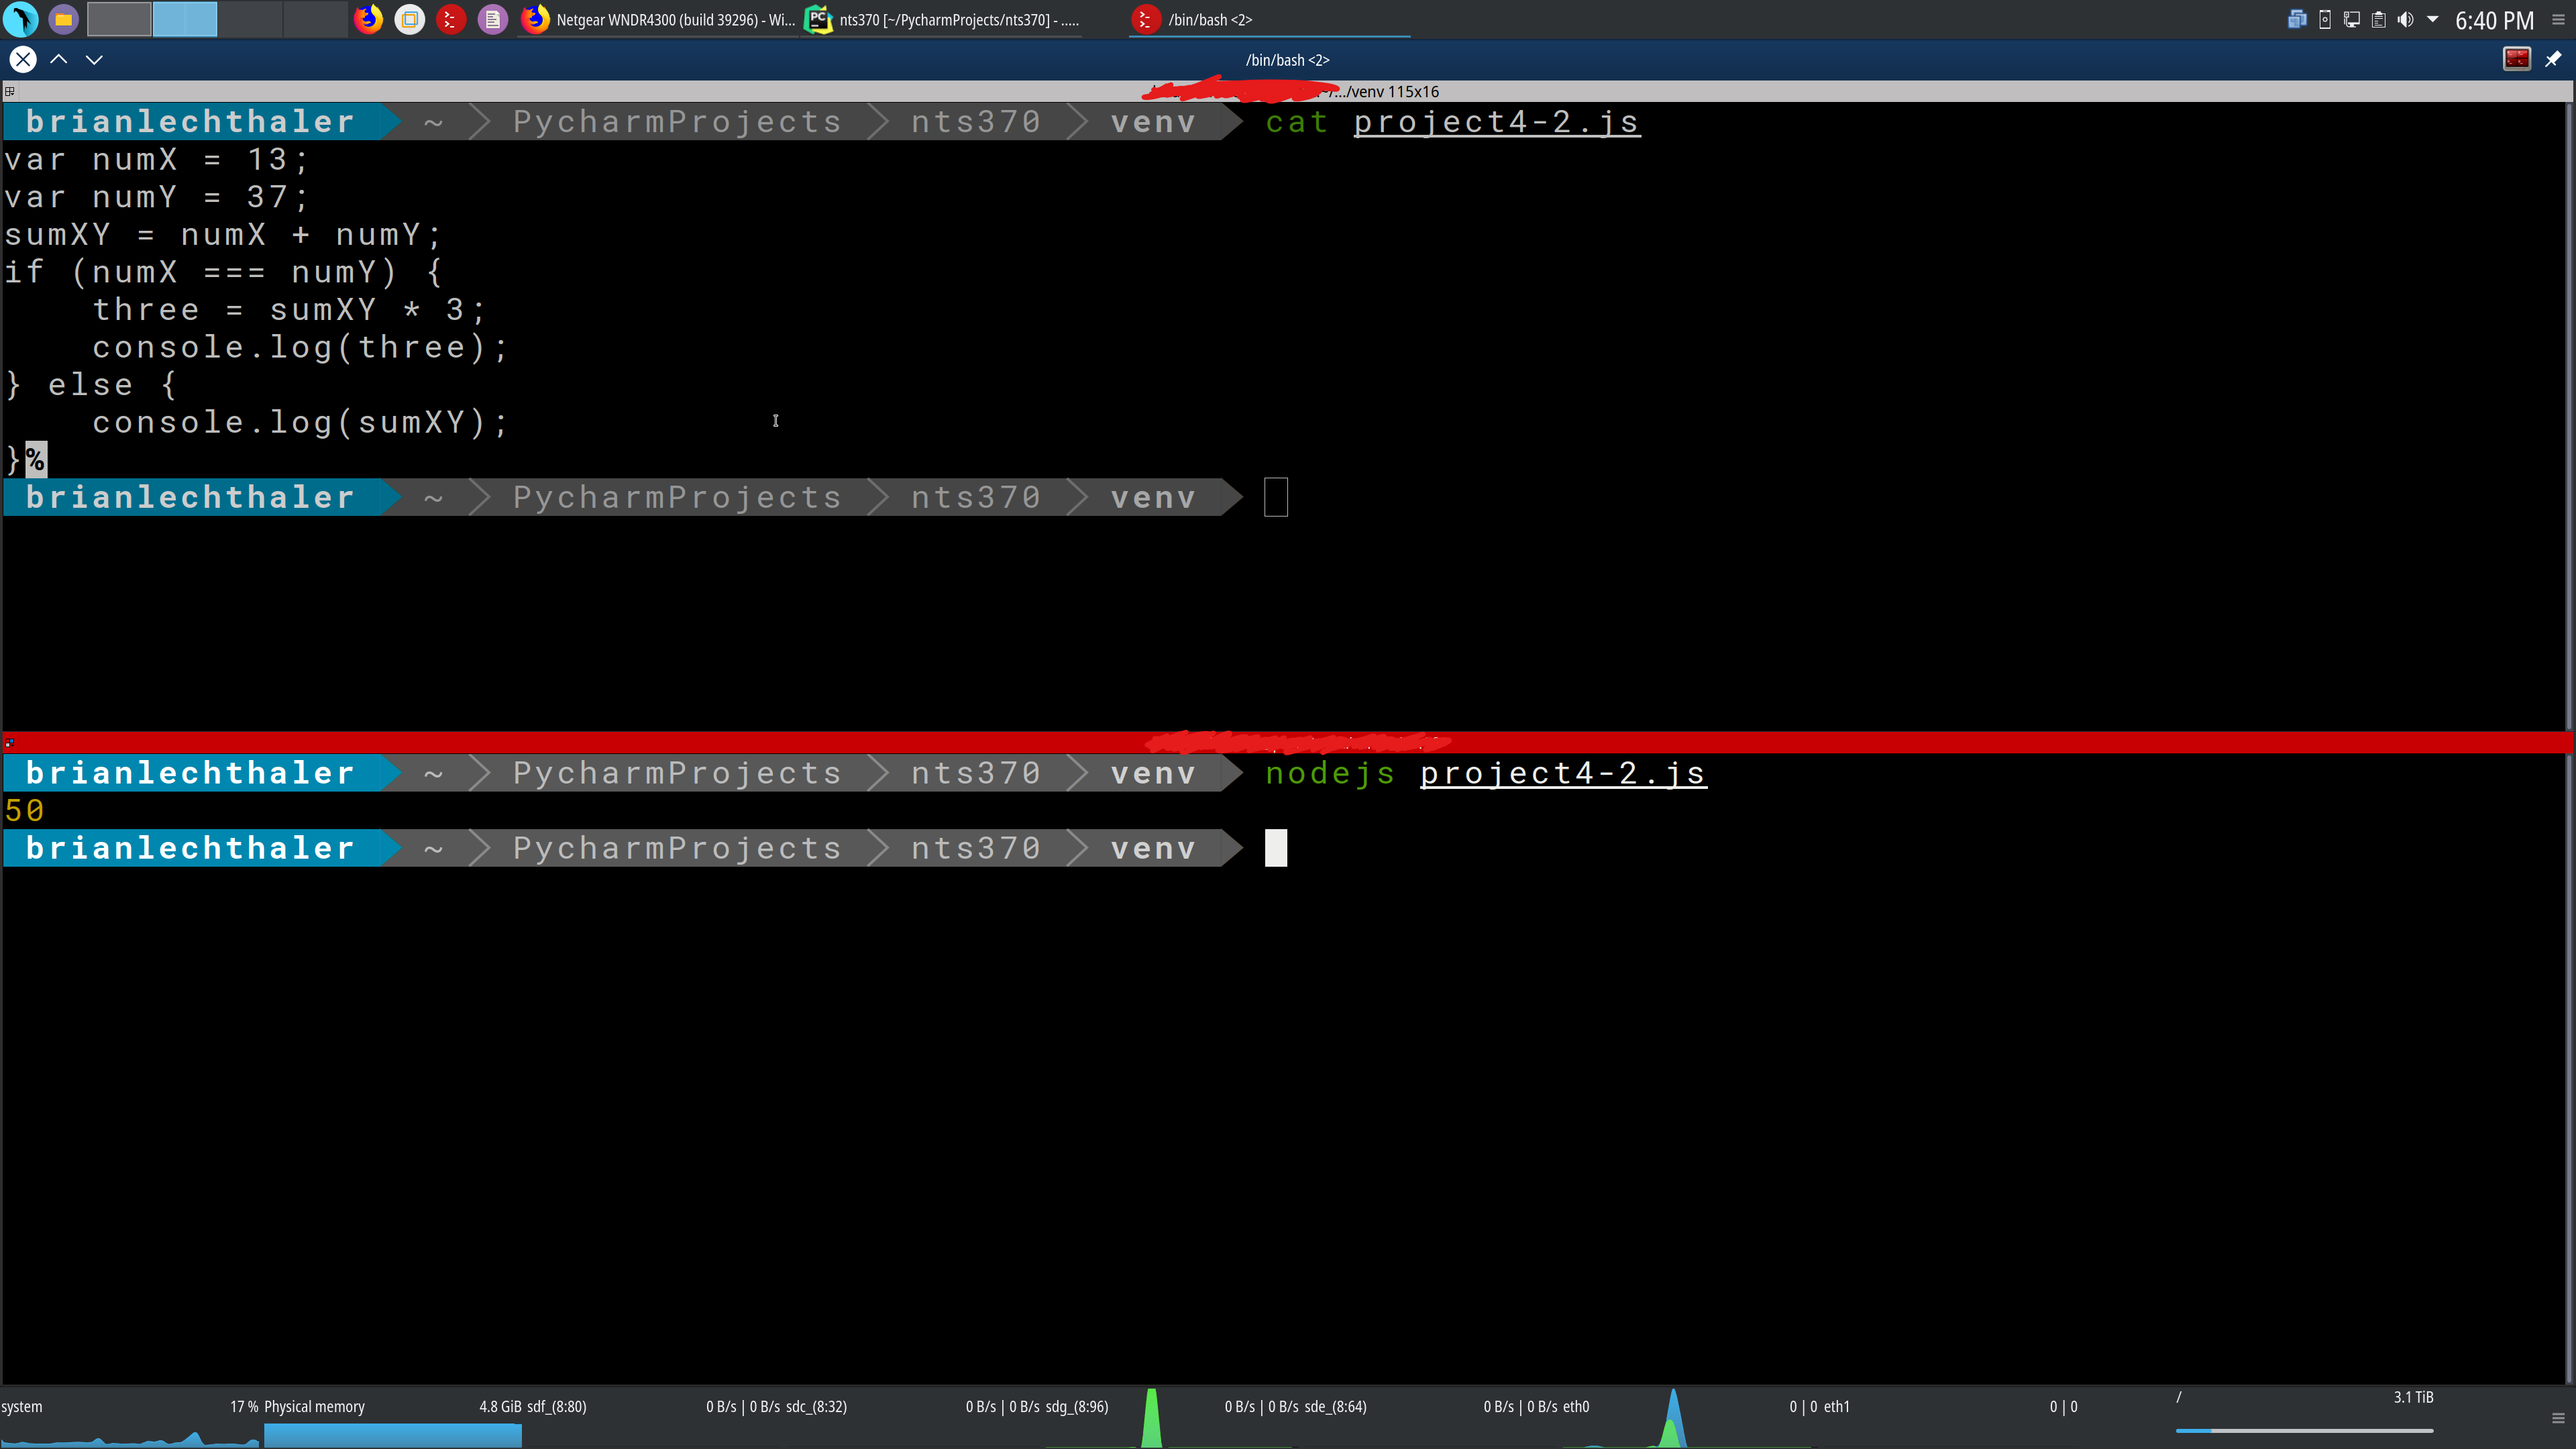 Netgear WNDR4300 (build 39296) - Wi...
nts370 [~/PycharmProjects/nts370] - .....
/bin/bash <2>
6:40 PM
/bin/bash <2>
~/.../venv 115x16
brianlechthaler ~ PycharmProjects nts370 venv cat project4-2.js
var numX = 13;
var numY = 37;
sumXY = numX + numY;
if (numX === numY) {
    three = sumXY * 3;
    console.log(three);
} else {
    console.log(sumXY);
}%
brianlechthaler ~ PycharmProjects nts370 venv
brianlechthaler ~ PycharmProjects nts370 venv nodejs project4-2.js
50
brianlechthaler ~ PycharmProjects nts370 venv
system 17 % Physical memory 4.8 GiB sdf_(8:80) 0 B/s | 0 B/s sdc_(8:32) 0 B/s | 0 B/s sdg_(8:96) 0 B/s | 0 B/s sde_(8:64) 0 B/s | 0 B/s eth0 0 | 0 eth1 0 | 0 / 3.1 TiB